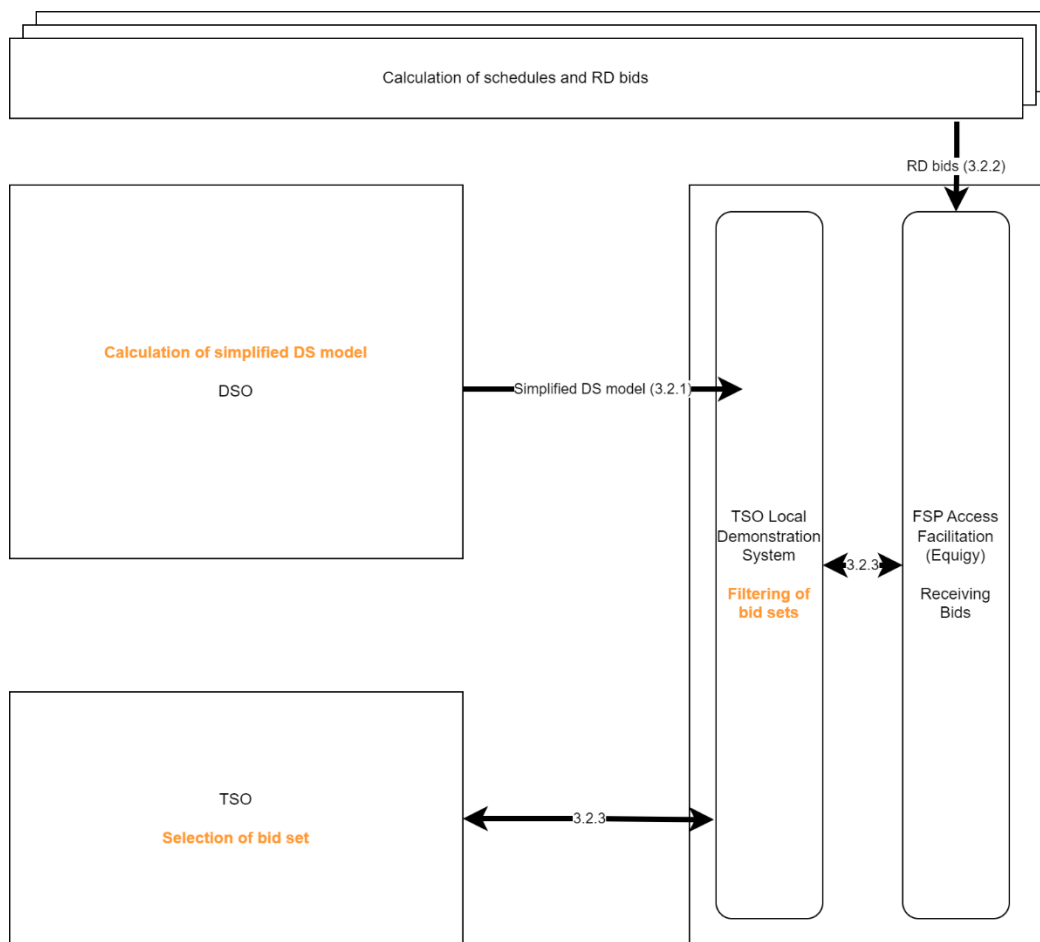 Calculation of schedules and RD bids
RD bids (3.2.2)
Calculation of simplified DS model
DSO
Simplified DS model (3.2.1)
TSO Local
Demonstration
System
Filtering of
bid sets
3.2.3
FSP Access
Facilitation
(Equigy)
Receiving
Bids
TSO
Selection of bid set
3.2.3